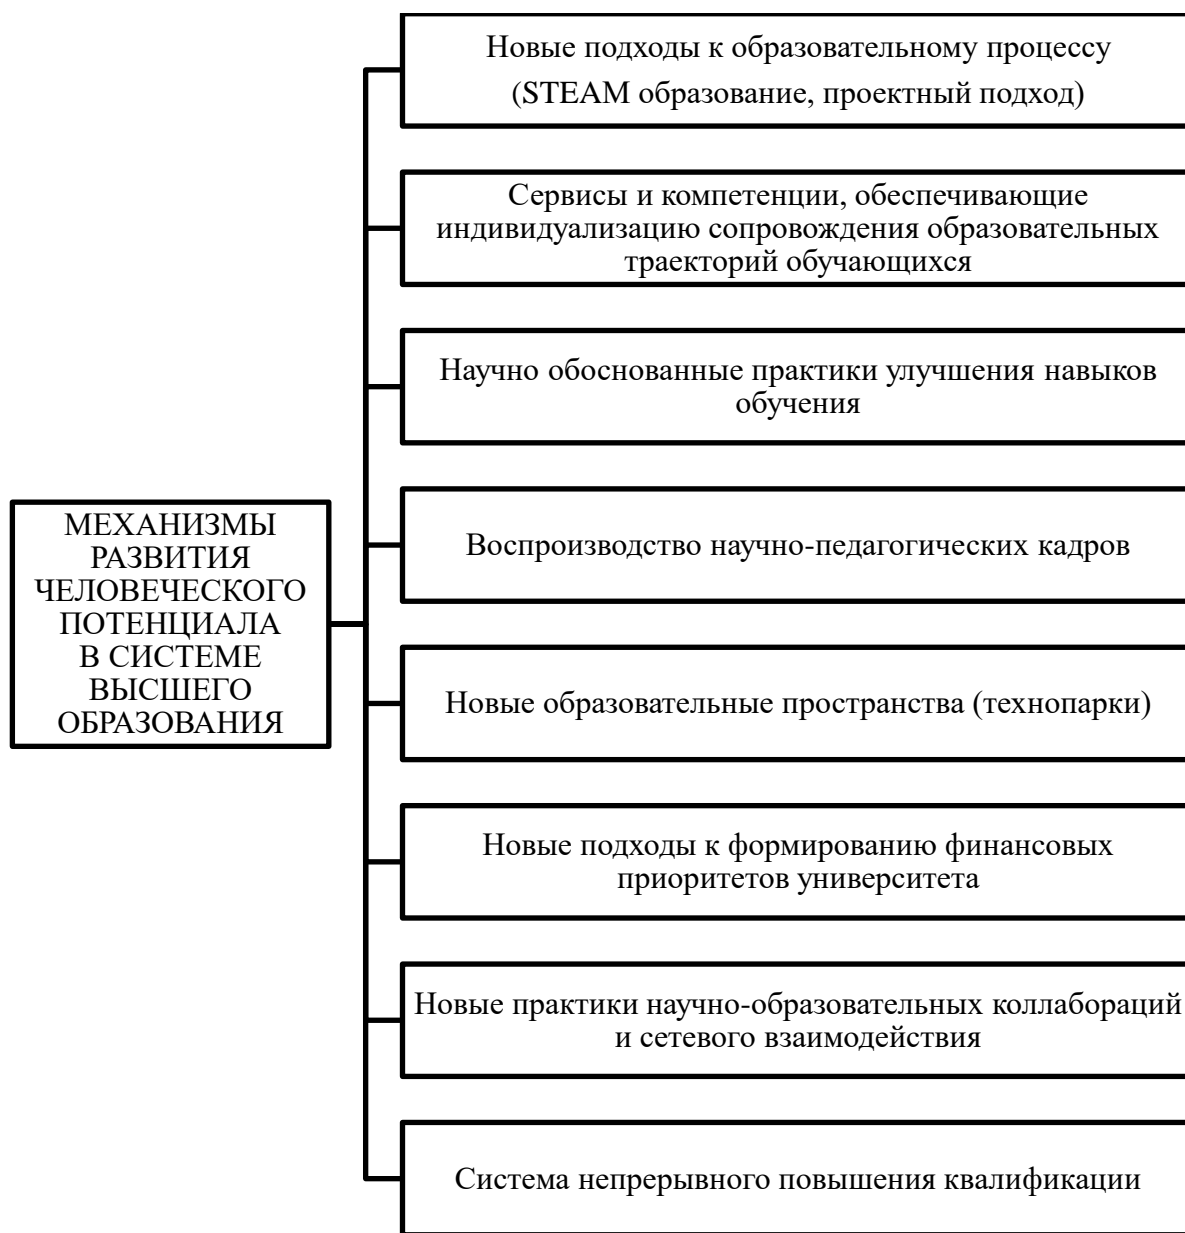 Новые подходы к образовательному процессу
(STEAM образование, проектный подход)
Сервисы и компетенции, обеспечивающие
индивидуализацию сопровождения образовательных
траекторий обучающихся
Научно обоснованные практики улучшения навыков
обучения
Воспроизводство научно-педагогических кадров
МЕХАНИЗМЫ
РАЗВИТИЯ
ЧЕЛОВЕЧЕСКОГО
ПОТЕНЦИАЛА
В СИСТЕМЕ
ВЫСШЕГО
ОБРАЗОВАНИЯ
Новые образовательные пространства (технопарки)
Новые подходы к формированию финансовых
приоритетов университета
Новые практики научно-образовательных коллабораций
и сетевого взаимодействия
Система непрерывного повышения квалификации